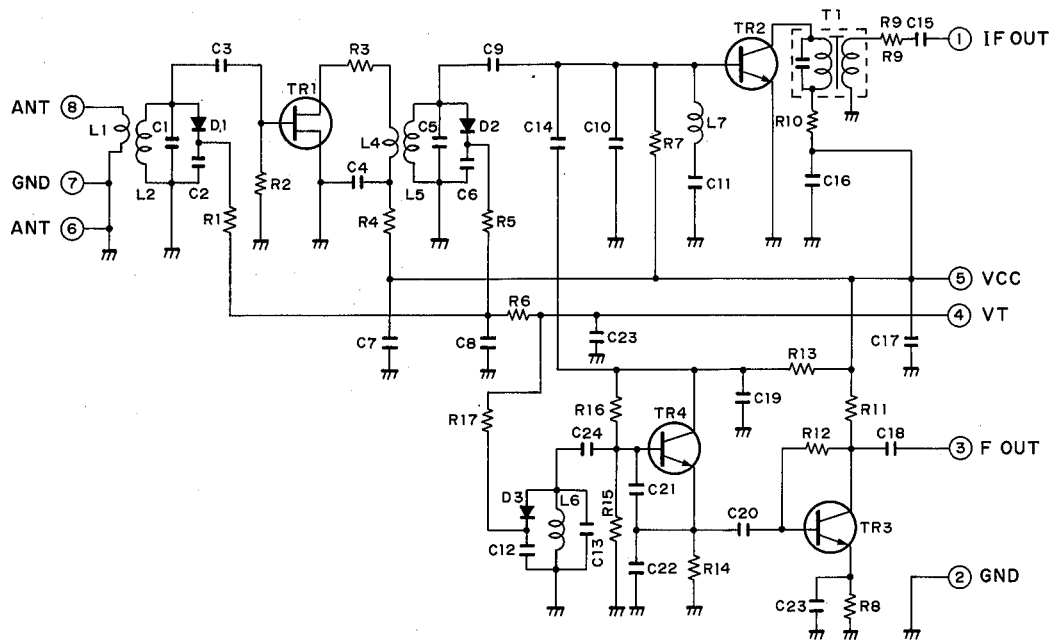 T1
C3
R3
C9
TR2
R9
C15
1
IF OUT
R9
ANT
8
L1
C1
D1
TR1
L4
C5
D2
C14
C10
R7
L7
R10
GND
7
L2
C2
R1
R2
C4
R4
L5
C6
R5
C11
C16
ANT
6
5
VCC
R6
4
VT
C7
C8
C23
C17
R13
R17
R16
TR4
C19
R11
C24
R12
C18
3
F OUT
D3
L6
C21
R15
C20
TR3
C12
C13
C22
R14
C23
R8
2
GND